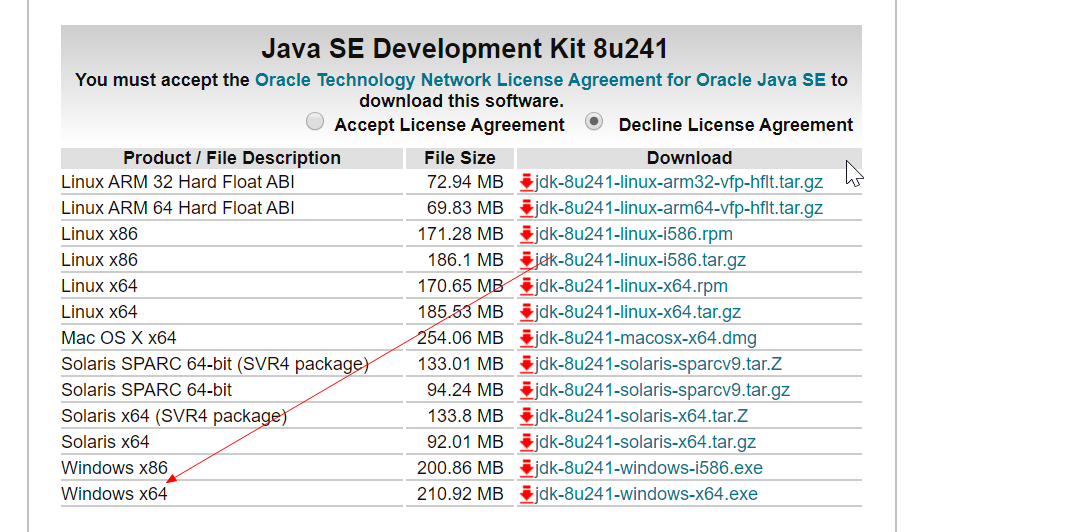 Java SE Development Kit 8u241
You must accept the Oracle Technology Network License Agreement for Oracle Java SE to
download this software.
Accept License Agreement Decline License Agreement
Product / File Description File Size Download
Linux ARM 32 Hard Float ABI 72.94 MB jdk-8u241-linux-arm32-vfp-hflt.tar.gz
Linux ARM 64 Hard Float ABI 69.83 MB jdk-8u241-linux-arm64-vfp-hflt.tar.gz
Linux x86 171.28 MB jdk-8u241-linux-i586.rpm
Linux x86 186.1 MB jdk-8u241-linux-i586.tar.gz
Linux x64 170.65 MB jdk-8u241-linux-x64.rpm
Linux x64 185.53 MB jdk-8u241-linux-x64.tar.gz
Mac OS X x64 254.06 MB jdk-8u241-macosx-x64.dmg
Solaris SPARC 64-bit (SVR4 package) 133.01 MB jdk-8u241-solaris-sparcv9.tar.Z
Solaris SPARC 64-bit 94.24 MB jdk-8u241-solaris-sparcv9.tar.gz
Solaris x64 (SVR4 package) 133.8 MB jdk-8u241-solaris-x64.tar.Z
Solaris x64 92.01 MB jdk-8u241-solaris-x64.tar.gz
Windows x86 200.86 MB jdk-8u241-windows-i586.exe
Windows x64 210.92 MB jdk-8u241-windows-x64.exe